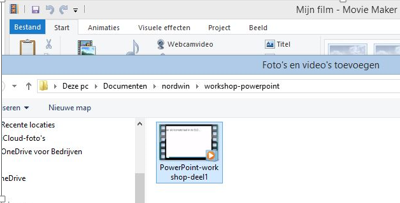 Mijn film - Movie Maker
Bestand Start Animaties Visuele effecten Project Beeld
Webcamvideo Titel
Foto's en video's toevoegen
Deze pc Documenten nordwin workshop-powerpoint
seren Nieuwe map
Recente locaties
Cloud-foto's
OneDrive voor Bedrijven
neDrive
PowerPoint-work
shop-deel1